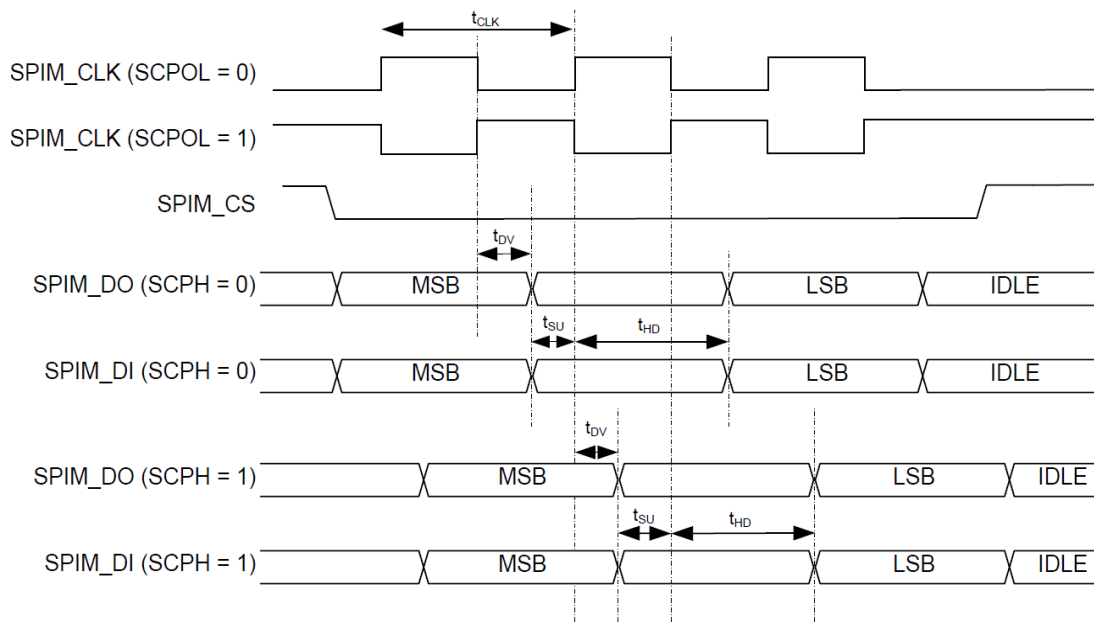 tCLK
SPIM_CLK (SCPOL = 0)
SPIM_CLK (SCPOL = 1)
SPIM_CS
tDV
SPIM_DO (SCPH = 0) MSB LSB IDLE
tSU tHD
SPIM_DI (SCPH = 0) MSB LSB IDLE
tDV
SPIM_DO (SCPH = 1) MSB LSB IDLE
tSU tHD
SPIM_DI (SCPH = 1) MSB LSB IDLE